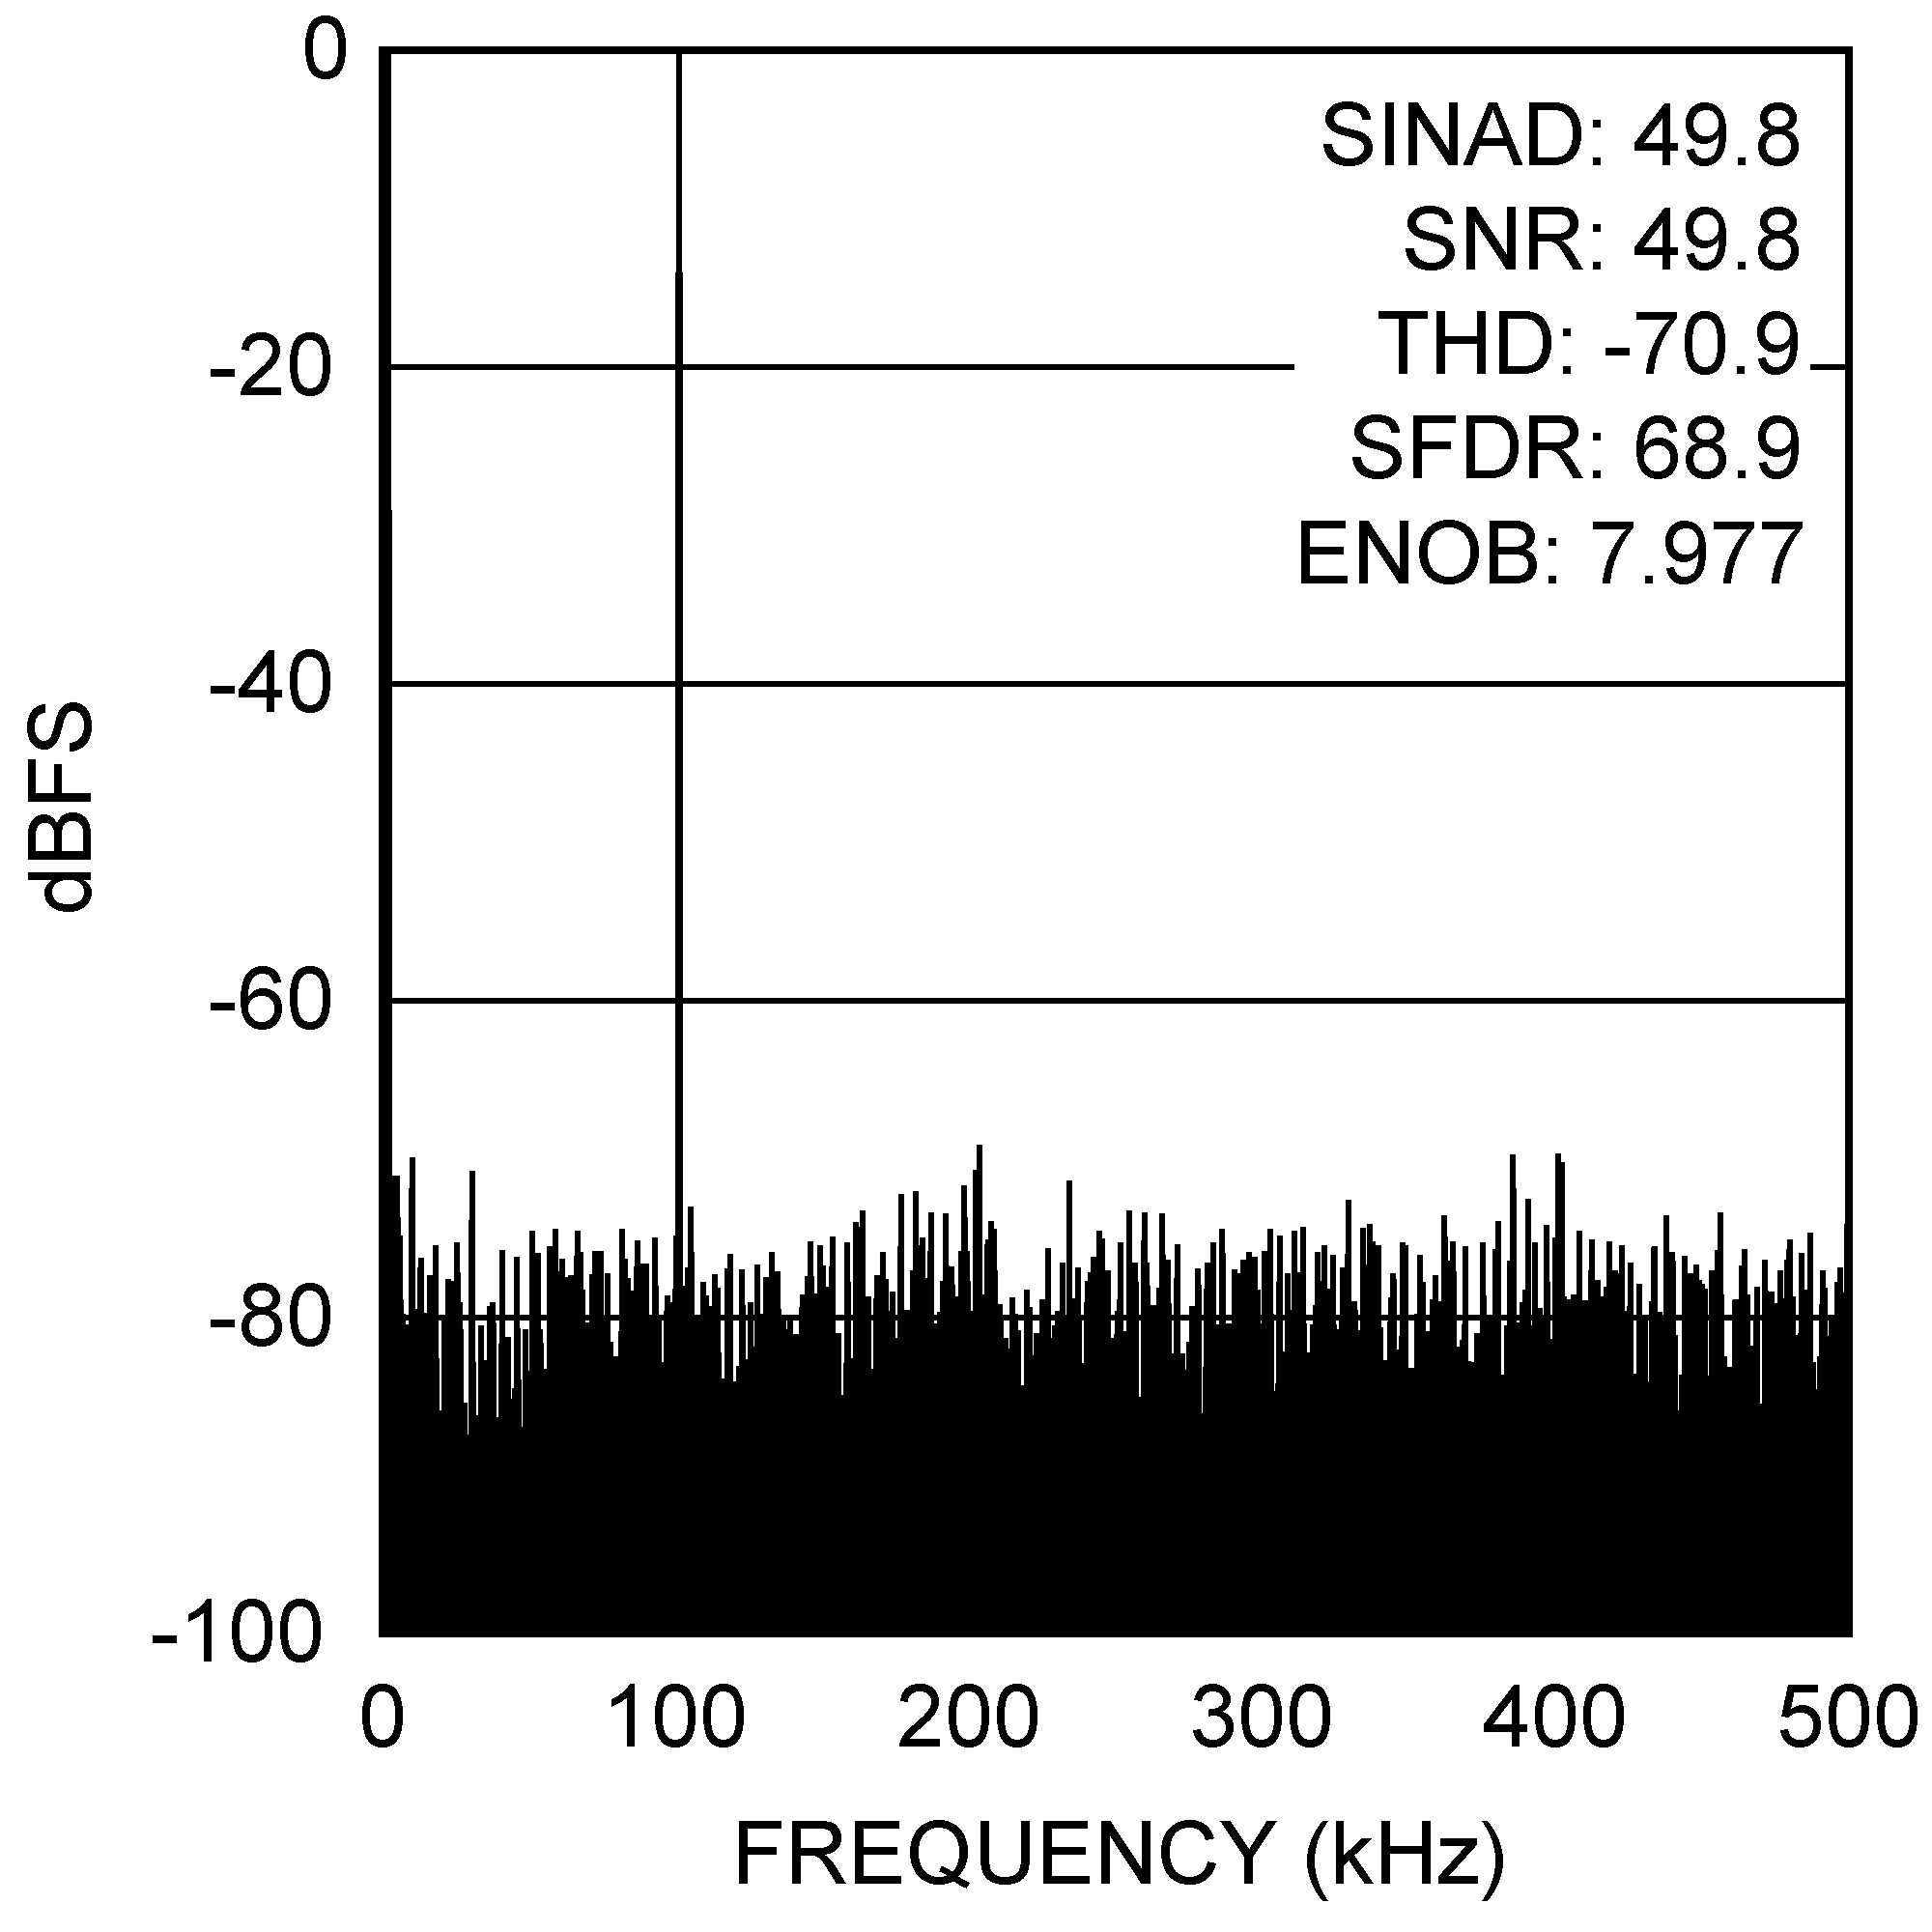 0
SINAD: 49.8
SNR: 49.8
THD: -70.9
-20
SFDR: 68.9
ENOB: 7.977
-40
dBFS
-60
-80
-100
0 100 200 300 400 500
FREQUENCY (kHz)